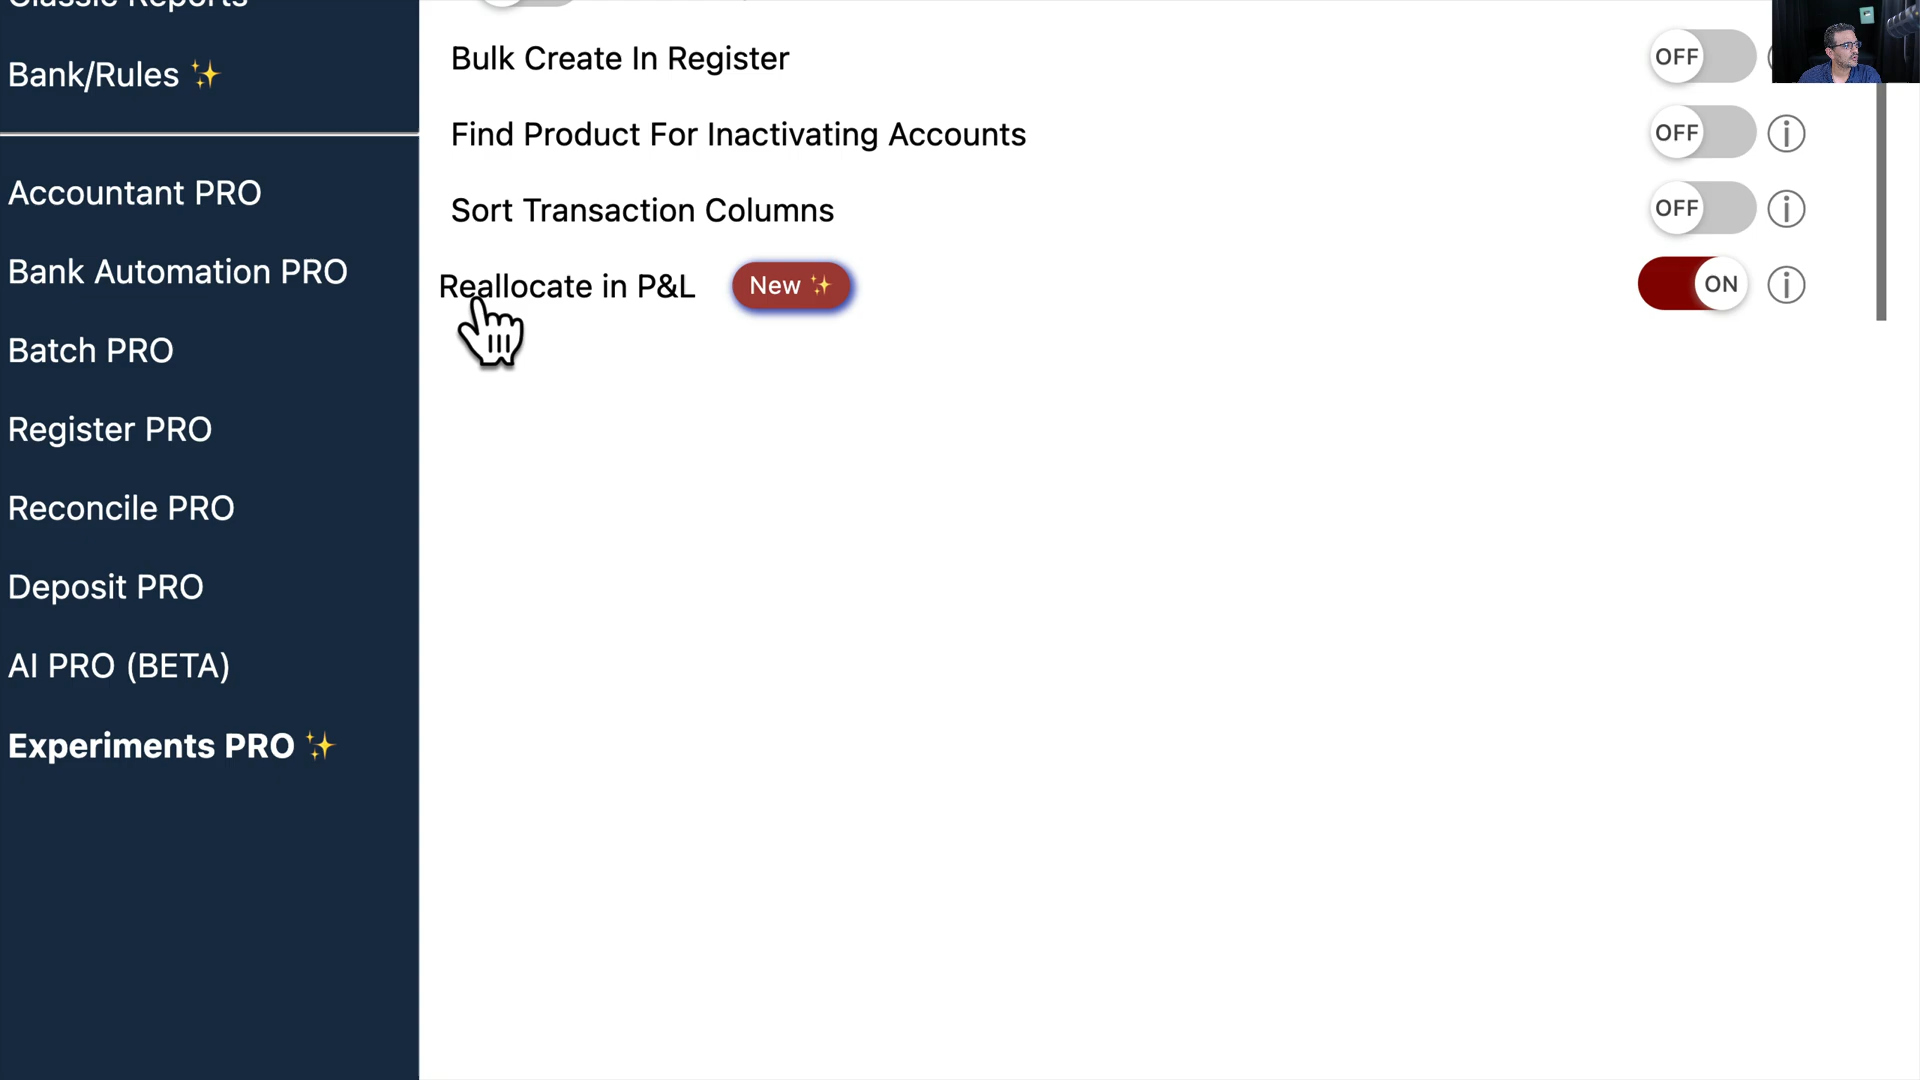 Classic Reports
Bank/Rules
Accountant PRO
Bank Automation PRO
Batch PRO
Register PRO
Reconcile PRO
Deposit PRO
AI PRO (BETA)
Experiments PRO
Bulk Create In Register OFF
Find Product For Inactivating Accounts OFF
Sort Transaction Columns OFF
Reallocate in P&L New ON